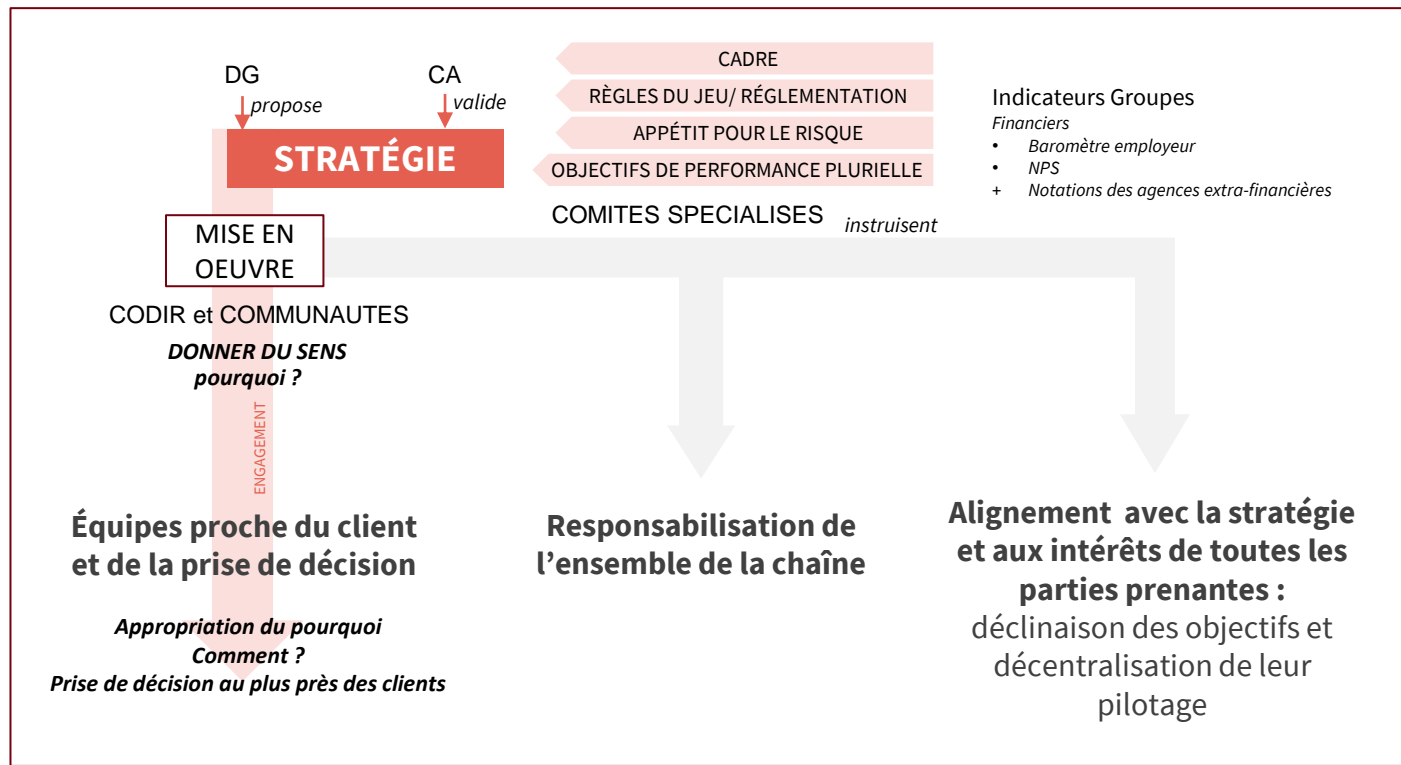 DG
propose
CA
valide
STRATÉGIE
CADRE
RÈGLES DU JEU/ RÉGLEMENTATION
APPÉTIT POUR LE RISQUE
OBJECTIFS DE PERFORMANCE PLURIELLE
COMITES SPECIALISES
instruisent
Indicateurs Groupes
Financiers
• Baromètre employeur
• NPS
+ Notations des agences extra-financières
MISE EN
OEUVRE
CODIR et COMMUNAUTES
DONNER DU SENS
pourquoi ?
ENGAGEMENT
Équipes proche du client
et de la prise de décision
Appropriation du pourquoi
Comment ?
Prise de décision au plus près des clients
Responsabilisation de
l’ensemble de la chaîne
Alignement avec la stratégie
et aux intérêts de toutes les
parties prenantes :
déclinaison des objectifs et
décentralisation de leur
pilotage